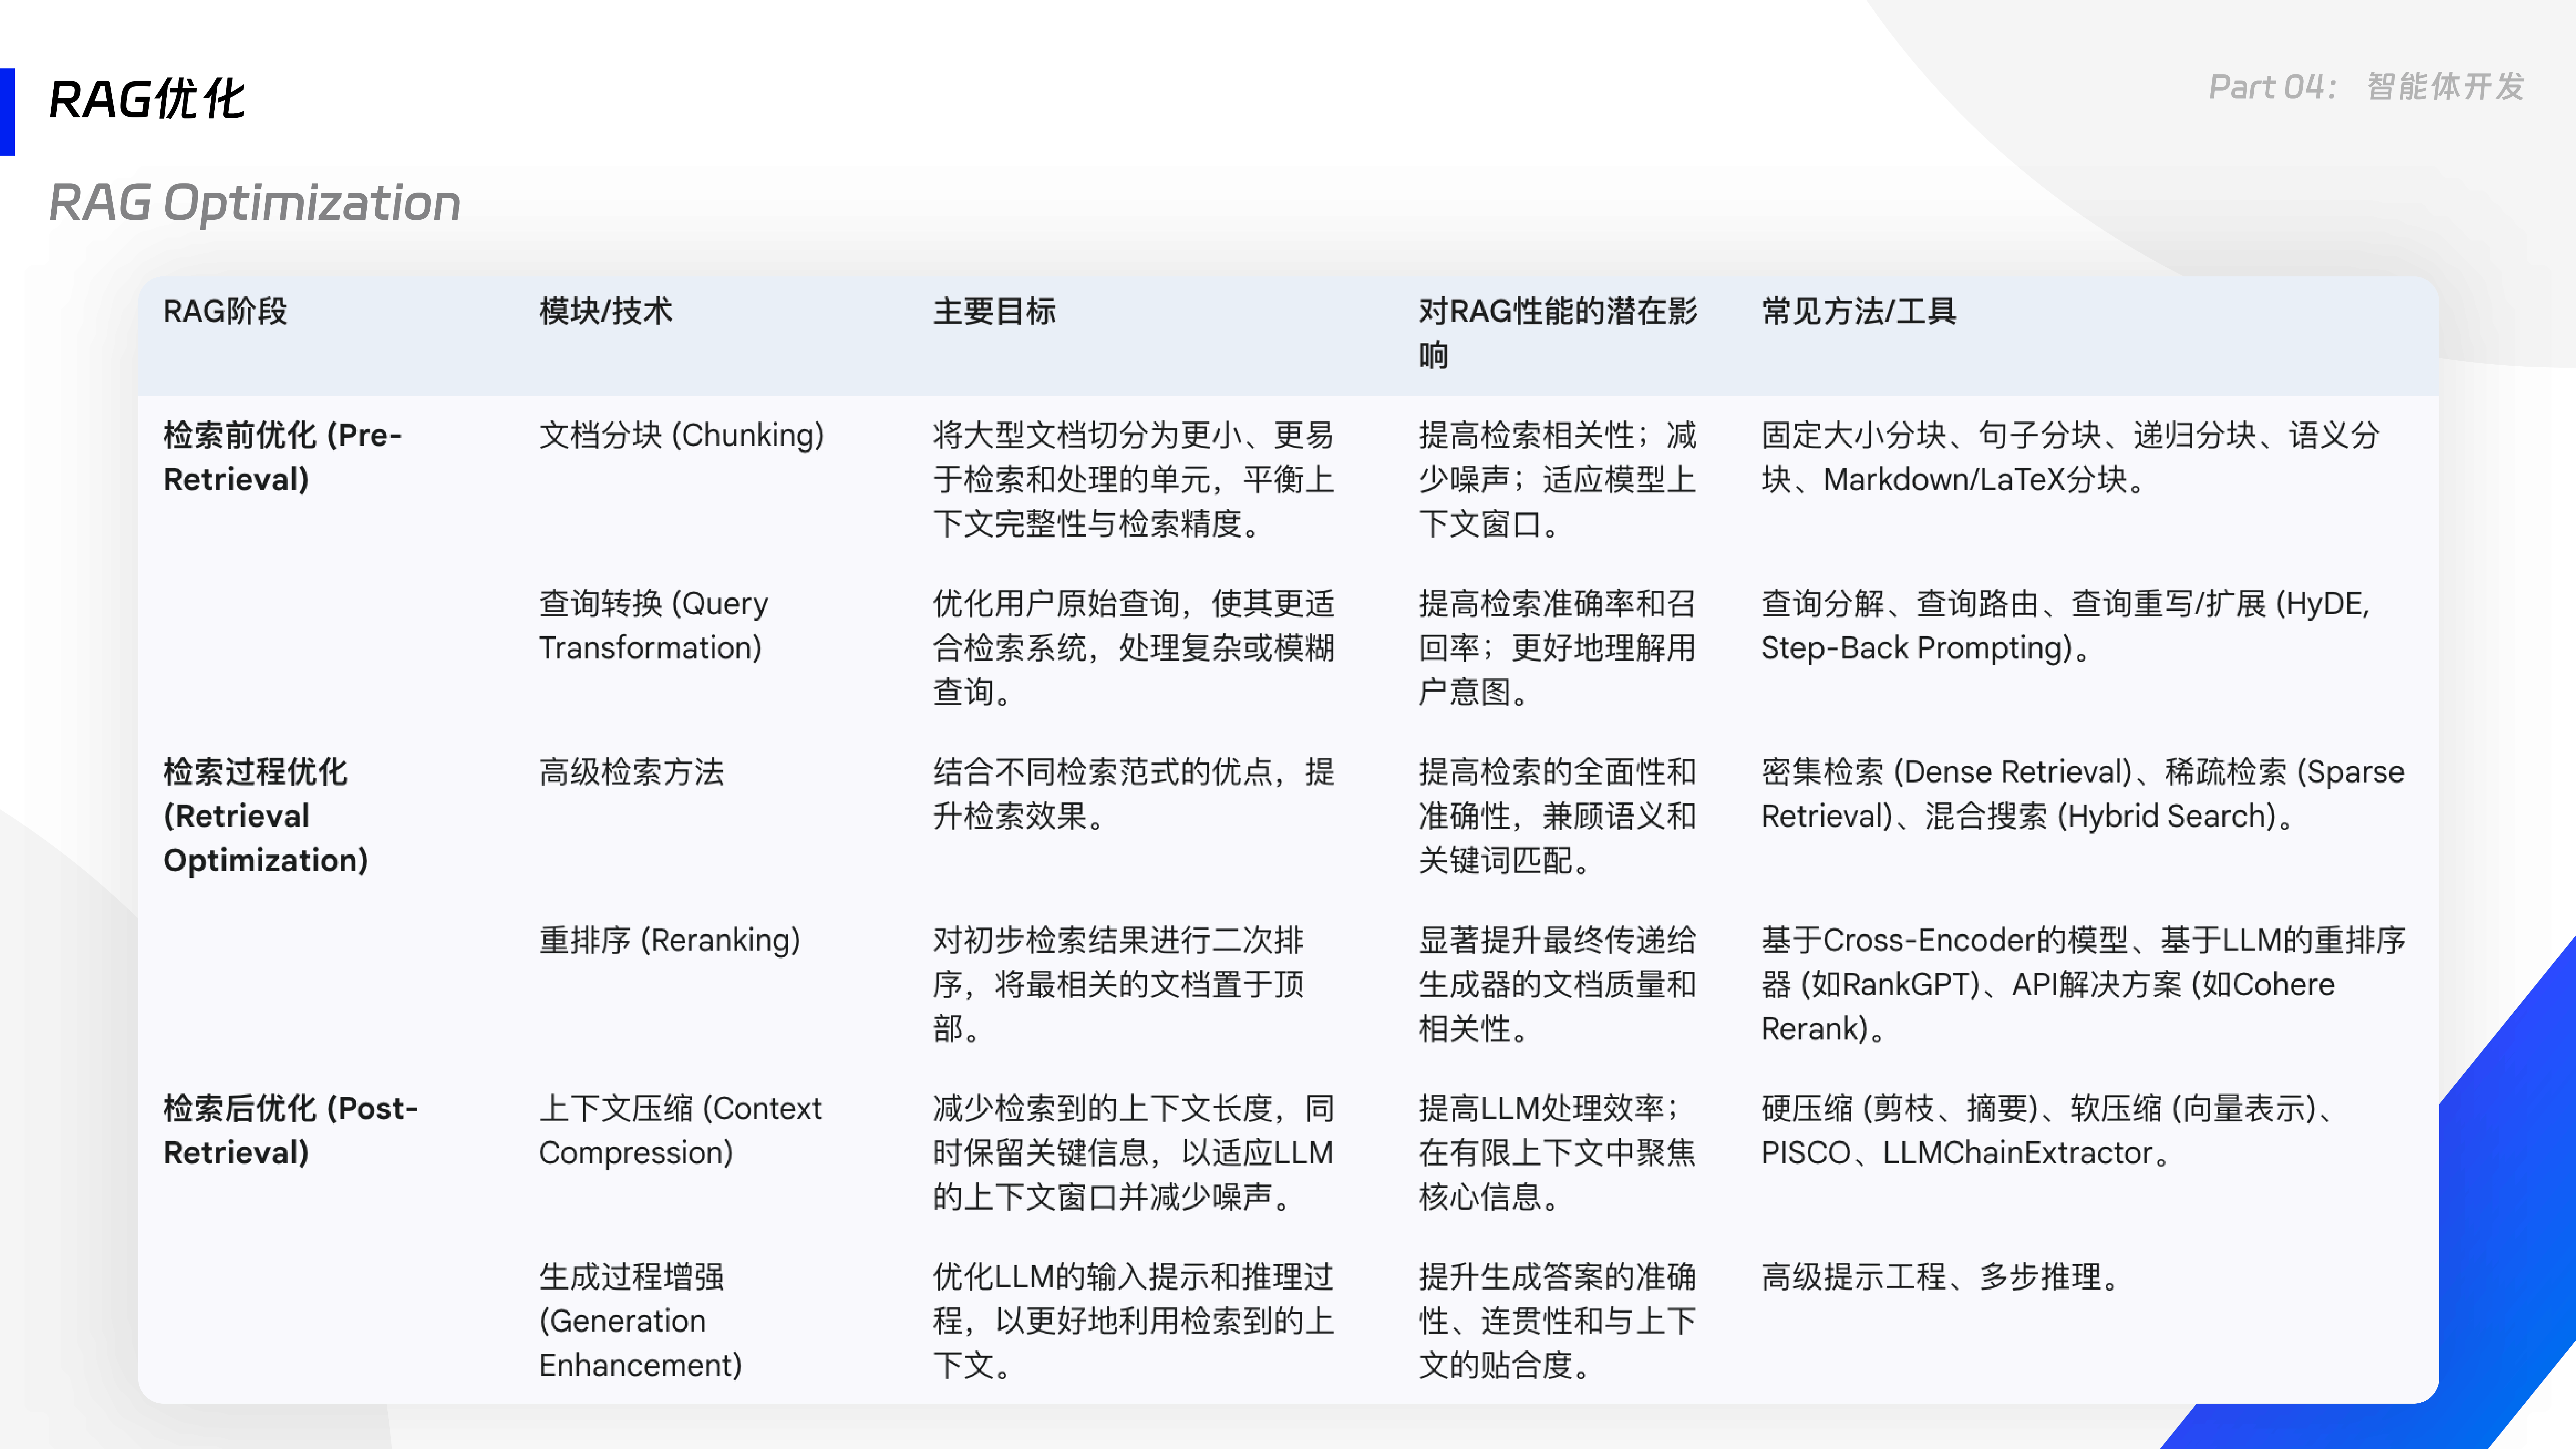 RAG优化
Part 04： 智能体开发
RAG Optimization
RAG阶段
模块/技术
主要目标
对RAG性能的潜在影
响
常见方法/工具
检索前优化 (Pre-
Retrieval)
文档分块 (Chunking)
将大型文档切分为更小、更易
于检索和处理的单元，平衡上
下文完整性与检索精度。
提高检索相关性；减
少噪声；适应模型上
下文窗口。
固定大小分块、句子分块、递归分块、语义分
块、Markdown/LaTeX分块。
查询转换 (Query
Transformation)
优化用户原始查询，使其更适
合检索系统，处理复杂或模糊
查询。
提高检索准确率和召
回率；更好地理解用
户意图。
查询分解、查询路由、查询重写/扩展 (HyDE,
Step-Back Prompting)。
检索过程优化
(Retrieval
Optimization)
高级检索方法
结合不同检索范式的优点，提
升检索效果。
提高检索的全面性和
准确性，兼顾语义和
关键词匹配。
密集检索 (Dense Retrieval)、稀疏检索 (Sparse
Retrieval)、混合搜索 (Hybrid Search)。
重排序 (Reranking)
对初步检索结果进行二次排
序，将最相关的文档置于顶
部。
显著提升最终传递给
生成器的文档质量和
相关性。
基于Cross-Encoder的模型、基于LLM的重排序
器 (如RankGPT)、API解决方案 (如Cohere
Rerank)。
检索后优化 (Post-
Retrieval)
上下文压缩 (Context
Compression)
减少检索到的上下文长度，同
时保留关键信息，以适应LLM
的上下文窗口并减少噪声。
提高LLM处理效率；
在有限上下文中聚焦
核心信息。
硬压缩 (剪枝、摘要)、软压缩 (向量表示)、
PISCO、LLMChainExtractor。
生成过程增强
(Generation
Enhancement)
优化LLM的输入提示和推理过
程，以更好地利用检索到的上
下文。
提升生成答案的准确
性、连贯性和与上下
文的贴合度。
高级提示工程、多步推理。